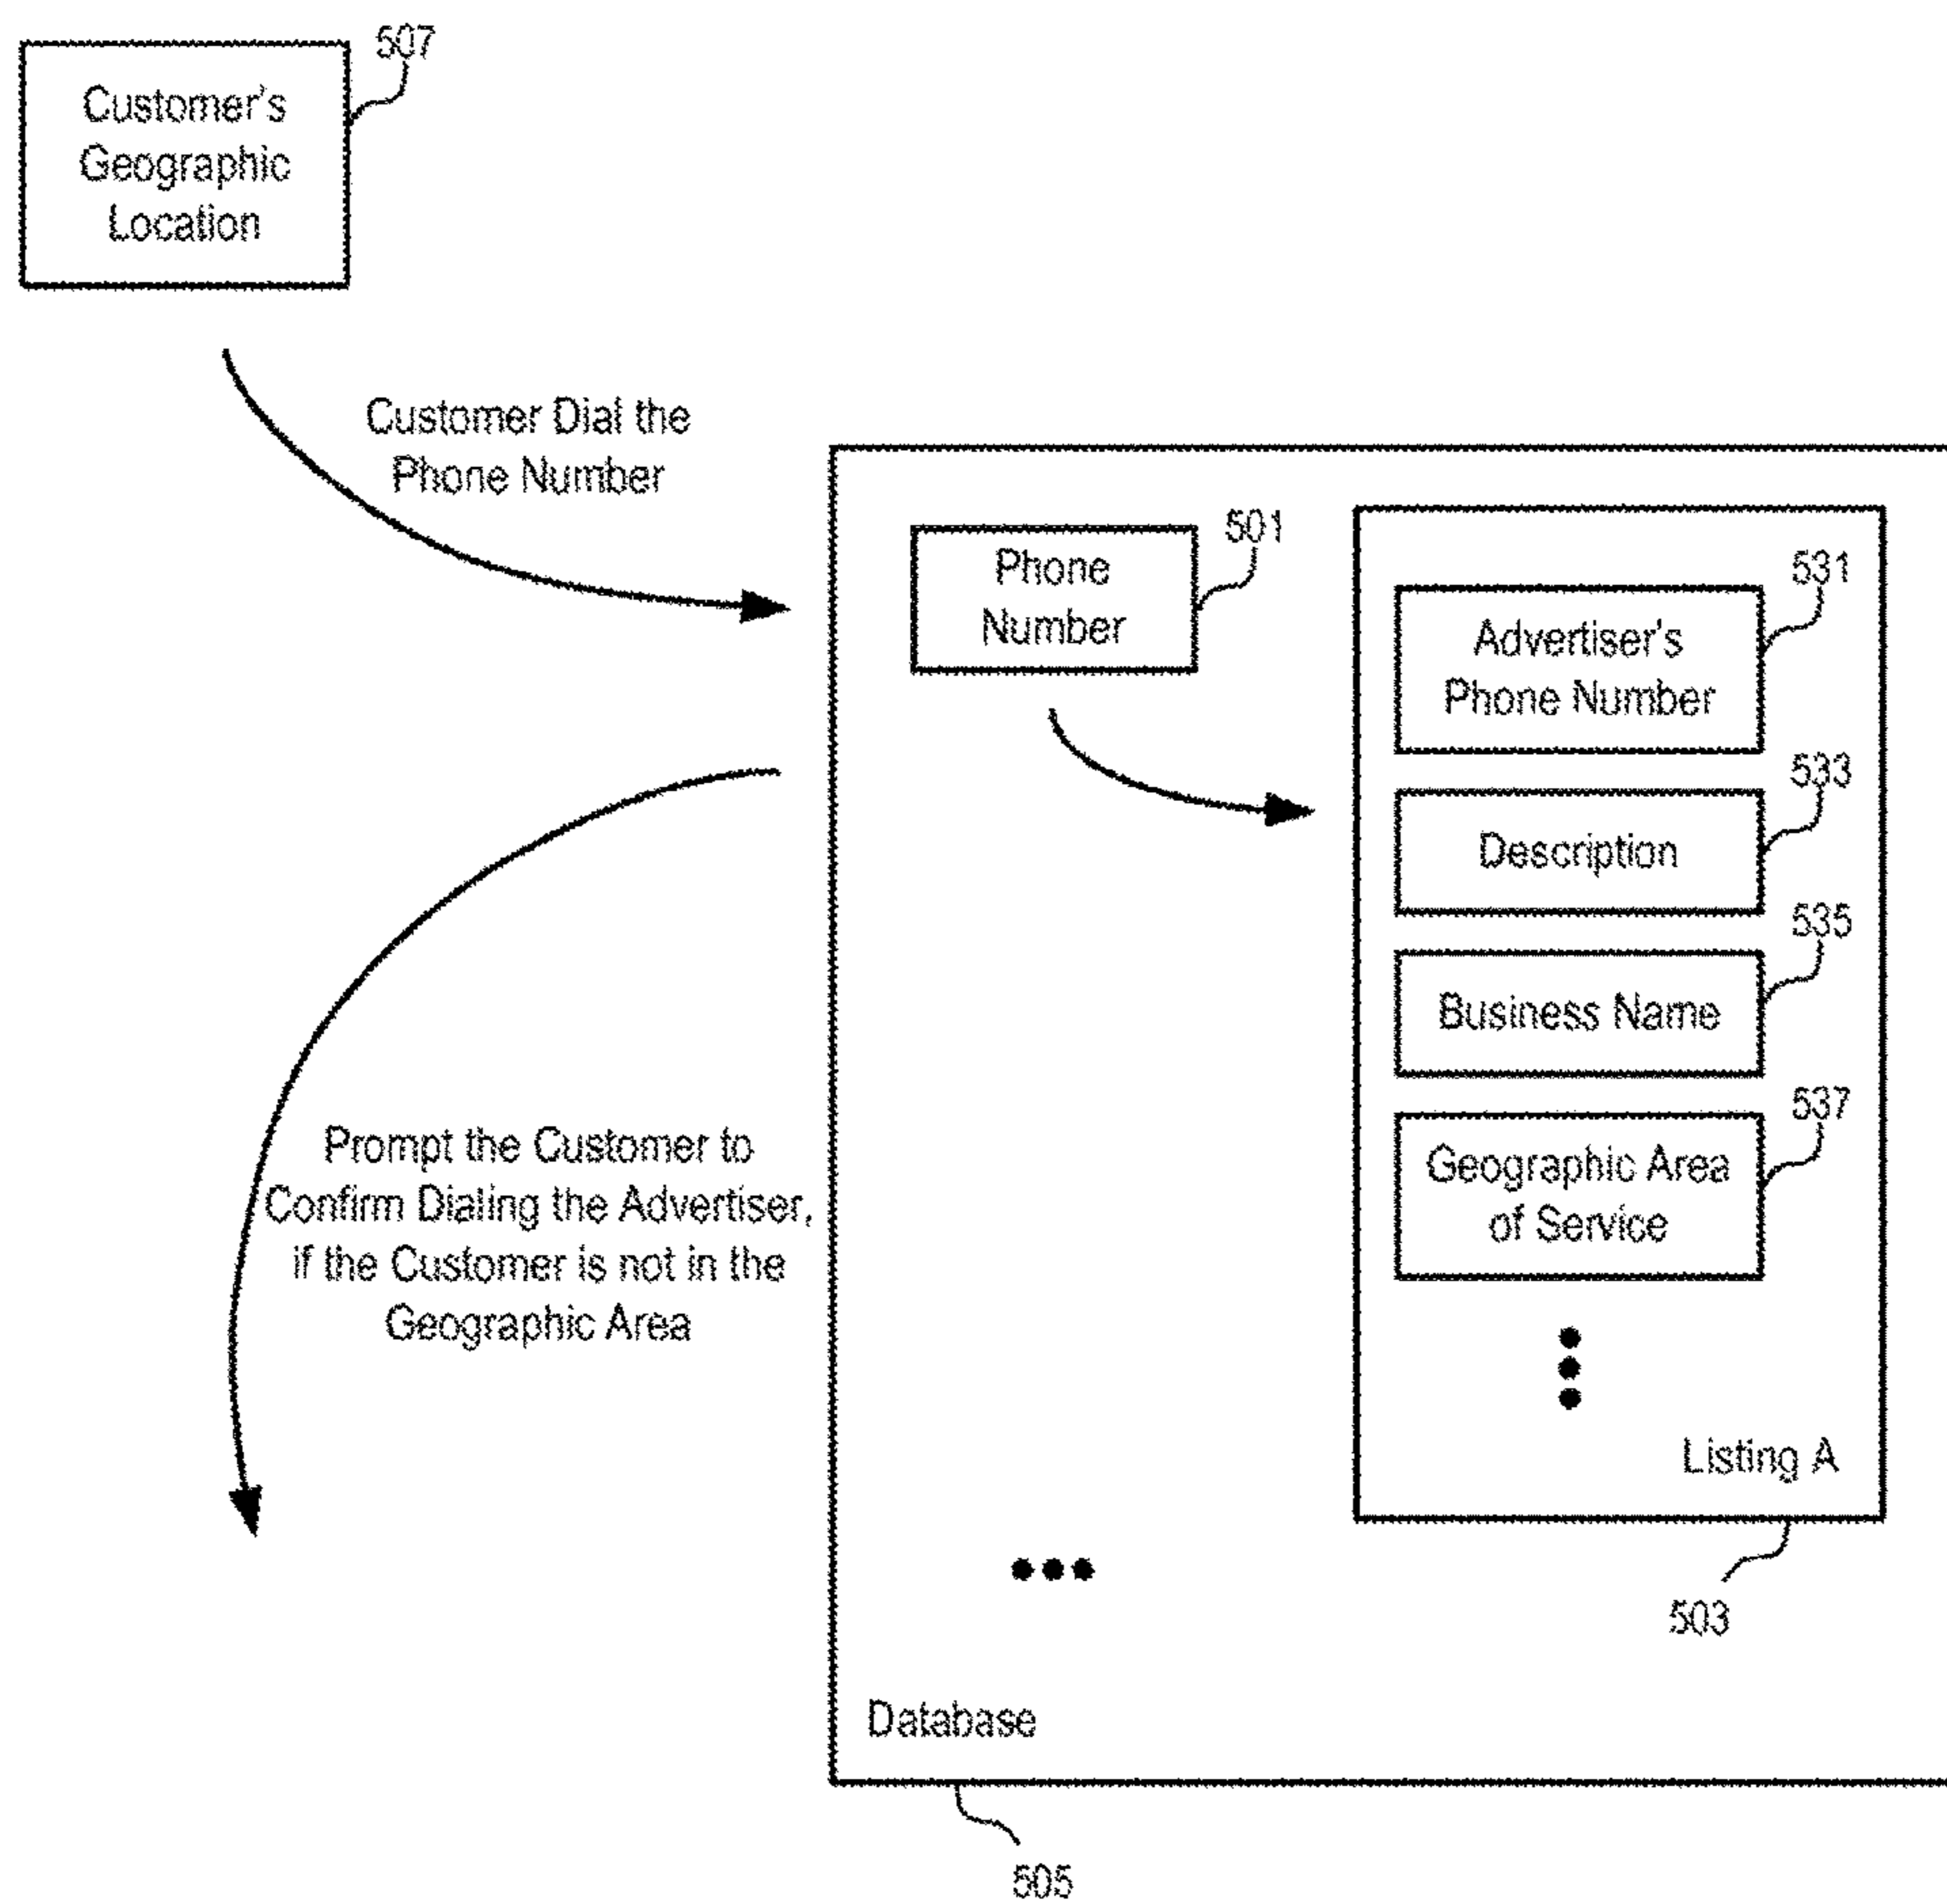 507
Customer's
Geographic
Location
Customer Dial the
Phone Number
501
Phone
Number
531
Advertiser's
Phone Number
533
Description
535
Business Name
537
Geographic Area
of Service
Prompt the Customer to
Confirm Dialing the Advertiser,
if the Customer is not in the
Geographic Area
Listing A
503
Database
505